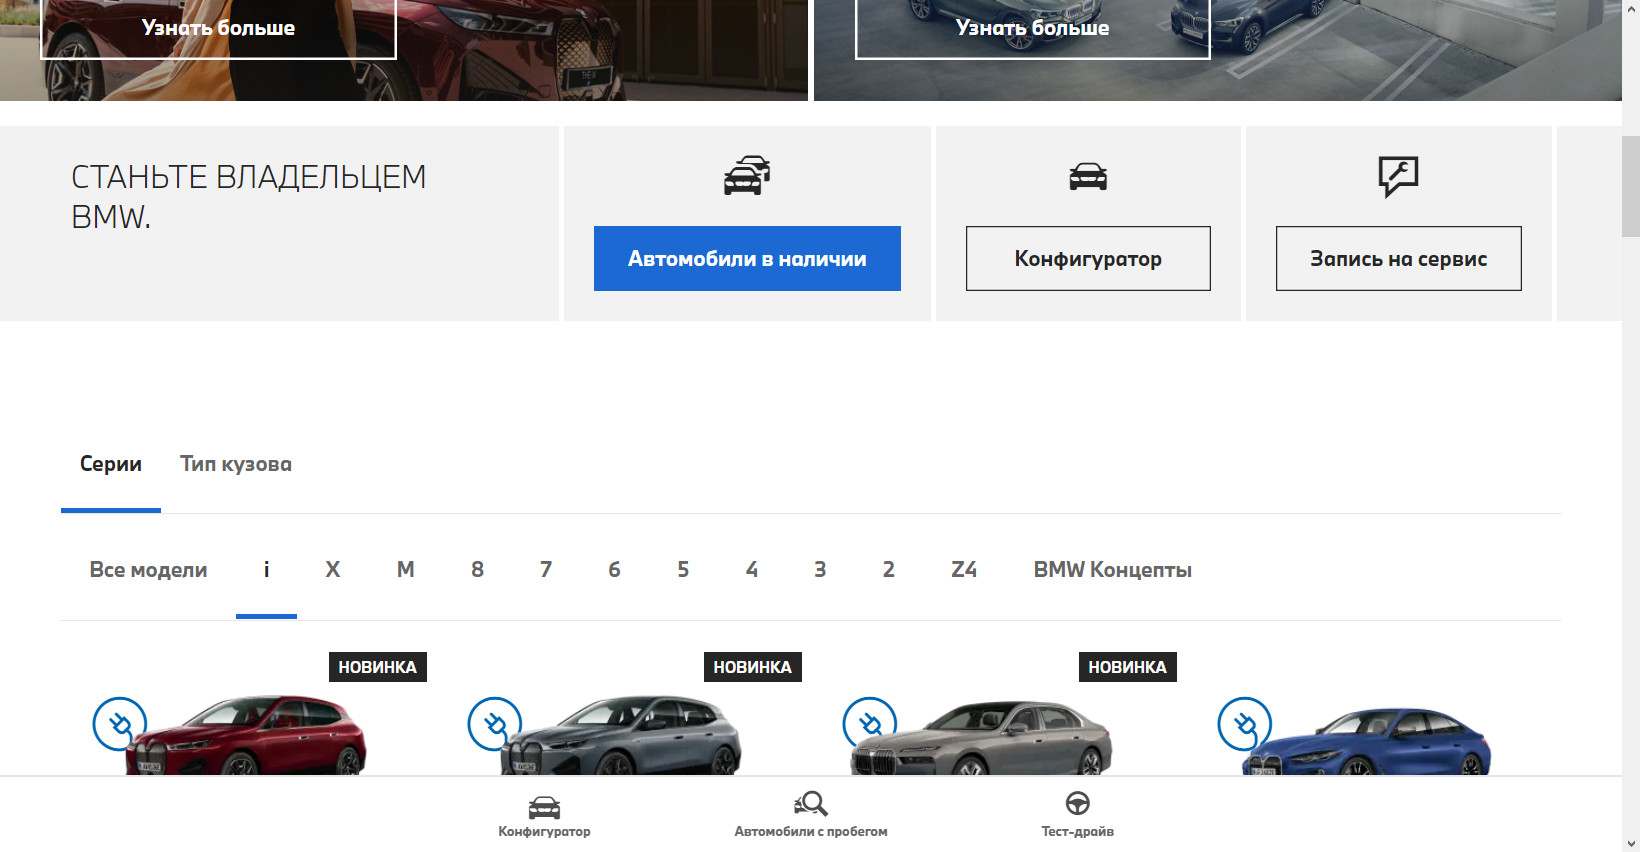 Узнать больше
Узнать больше
СТАНЬТЕ ВЛАДЕЛЬЦЕМ
BMW.
Автомобили в наличии
Конфигуратор
Запись на сервис
Серии
Тип кузова
Все модели
i
X
M
8
7
6
5
4
3
2
Z4
BMW Концепты
НОВИНКА
НОВИНКА
НОВИНКА
Конфигуратор
Автомобили с пробегом
Тест-драйв